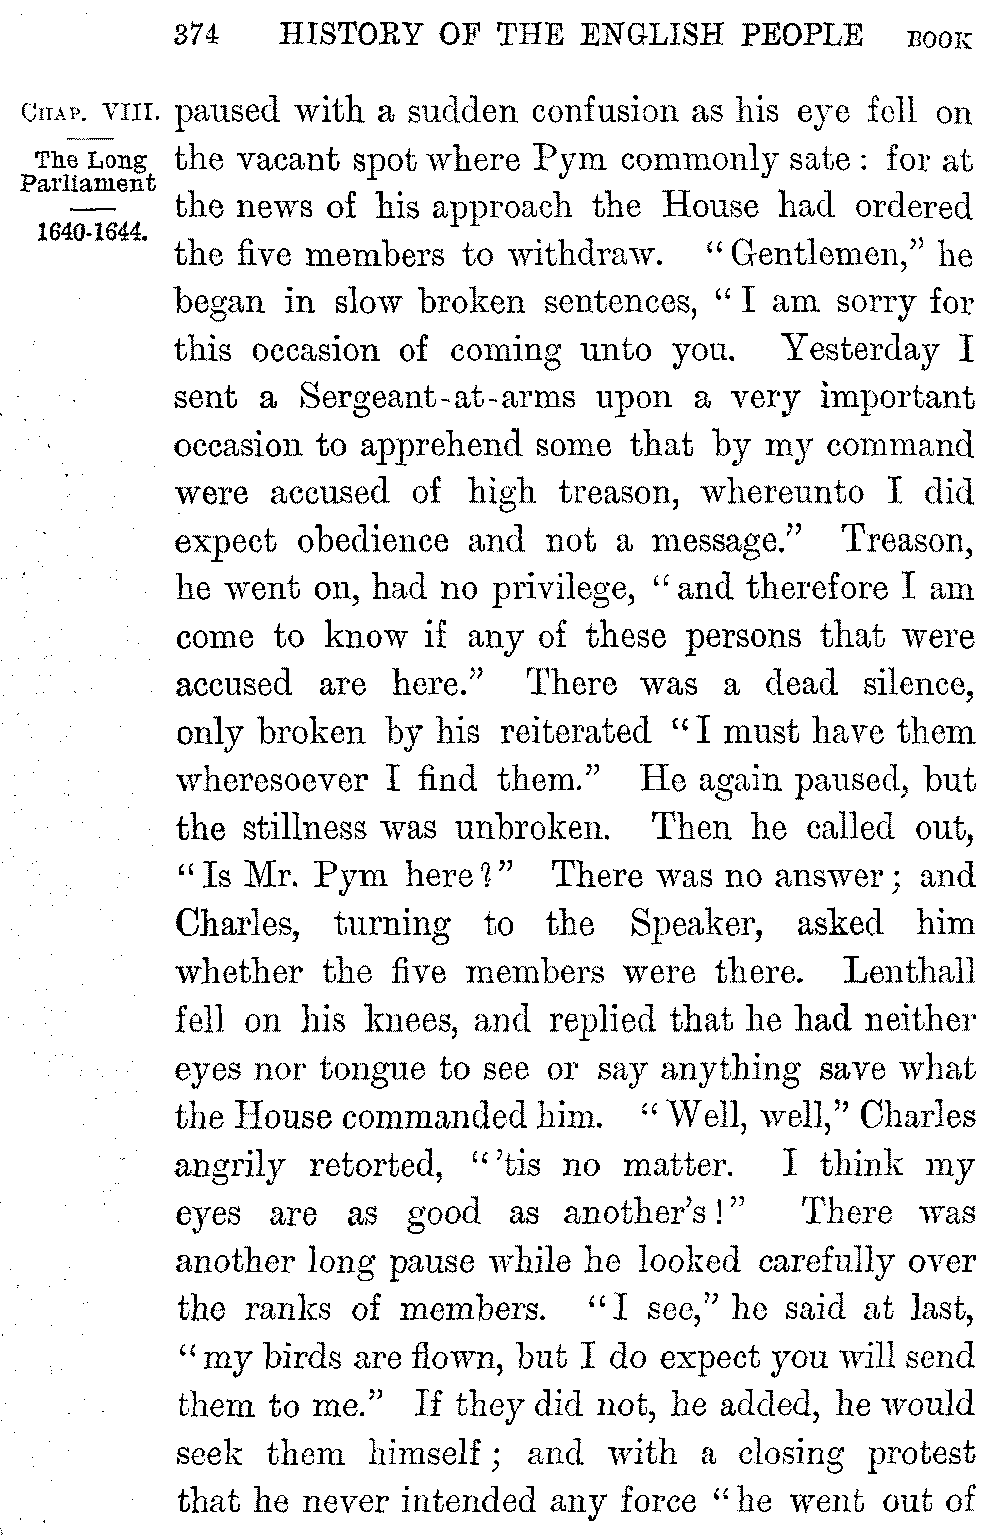 374 HISTORY OF THE ENGLISH PEOPLE BOOK
CHAP. VIII.
The Long
Parliament
1640-1644.
paused with a sudden confusion as his eye fell on
the vacant spot where Pym commonly sate : for at
the news of his approach the House had ordered
the five members to withdraw. “Gentlemen,” he
began in slow broken sentences, “I am sorry for
this occasion of coming unto you. Yesterday I
sent a Sergeant-at-arms upon a very important
occasion to apprehend some that by my command
were accused of high treason, whereunto I did
expect obedience and not a message.” Treason,
he went on, had no privilege, “and therefore I am
come to know if any of these persons that were
accused are here.” There was a dead silence,
only broken by his reiterated “I must have them
wheresoever I find them.” He again paused, but
the stillness was unbroken. Then he called out,
“Is Mr. Pym here?” There was no answer; and
Charles, turning to the Speaker, asked him
whether the five members were there. Lenthall
fell on his knees, and replied that he had neither
eyes nor tongue to see or say anything save what
the House commanded him. “Well, well,” Charles
angrily retorted, “’tis no matter. I think my
eyes are as good as another’s!” There was
another long pause while he looked carefully over
the ranks of members. “I see,” he said at last,
“my birds are flown, but I do expect you will send
them to me.” If they did not, he added, he would
seek them himself; and with a closing protest
that he never intended any force “he went out of